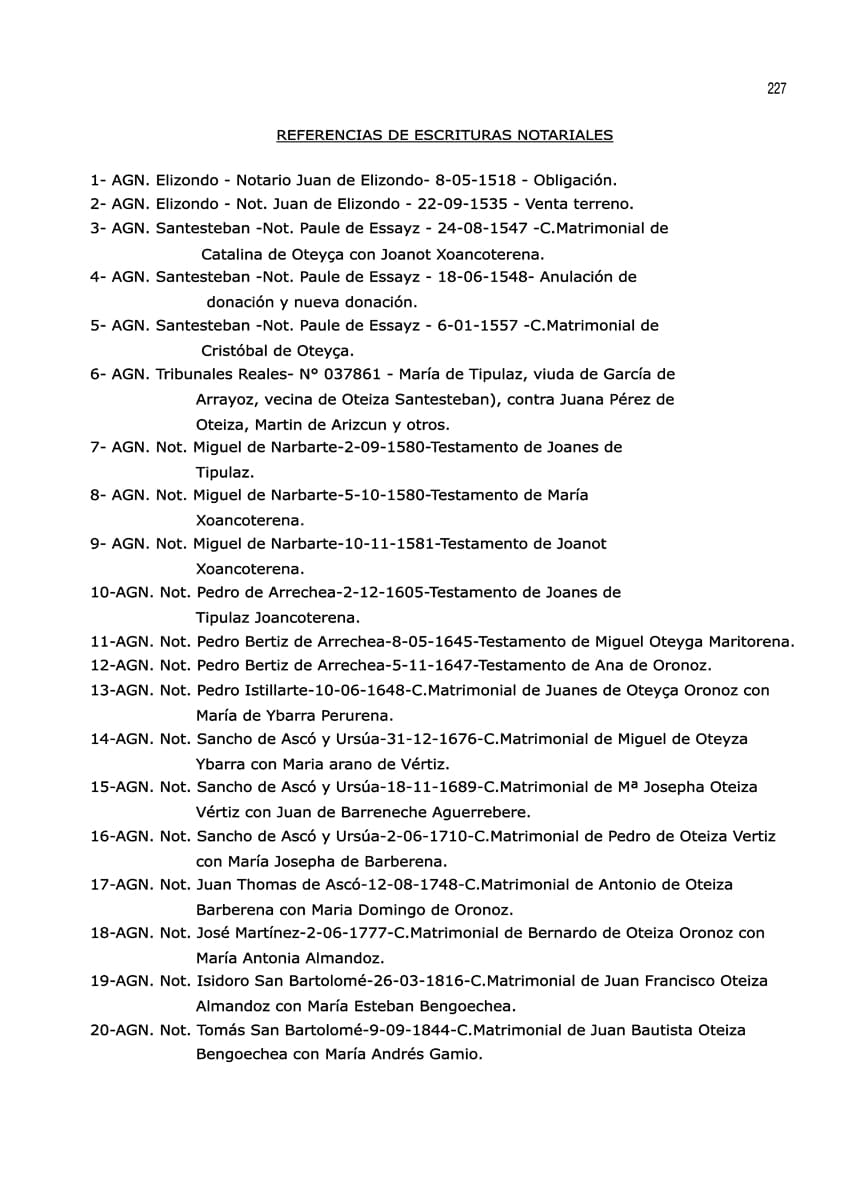 227
REFERENCIAS DE ESCRITURAS NOTARIALES
1- AGN. Elizondo - Notario Juan de Elizondo- 8-05-1518 - Obligación.
2- AGN. Elizondo - Not. Juan de Elizondo - 22-09-1535 - Venta terreno.
3- AGN. Santesteban -Not. Paule de Essayz - 24-08-1547 -C.Matrimonial de
Catalina de Oteyça con Joanot Xoancoterena.
4- AGN. Santesteban -Not. Paule de Essayz - 18-06-1548- Anulación de
donación y nueva donación.
5- AGN. Santesteban -Not. Paule de Essayz - 6-01-1557 -C.Matrimonial de
Cristóbal de Oteyça.
6- AGN. Tribunales Reales- Nº 037861 - María de Tipulaz, viuda de García de
Arrayoz, vecina de Oteiza Santesteban), contra Juana Pérez de
Oteiza, Martin de Arizcun y otros.
7- AGN. Not. Miguel de Narbarte-2-09-1580-Testamento de Joanes de
Tipulaz.
8- AGN. Not. Miguel de Narbarte-5-10-1580-Testamento de María
Xoancoterena.
9- AGN. Not. Miguel de Narbarte-10-11-1581-Testamento de Joanot
Xoancoterena.
10-AGN. Not. Pedro de Arrechea-2-12-1605-Testamento de Joanes de
Tipulaz Joancoterena.
11-AGN. Not. Pedro Bertiz de Arrechea-8-05-1645-Testamento de Miguel Oteyga Maritorena.
12-AGN. Not. Pedro Bertiz de Arrechea-5-11-1647-Testamento de Ana de Oronoz.
13-AGN. Not. Pedro Istillarte-10-06-1648-C.Matrimonial de Juanes de Oteyça Oronoz con
María de Ybarra Perurena.
14-AGN. Not. Sancho de Ascó y Ursúa-31-12-1676-C.Matrimonial de Miguel de Oteyza
Ybarra con Maria arano de Vértiz.
15-AGN. Not. Sancho de Ascó y Ursúa-18-11-1689-C.Matrimonial de Mª Josepha Oteiza
Vértiz con Juan de Barreneche Aguerrebere.
16-AGN. Not. Sancho de Ascó y Ursúa-2-06-1710-C.Matrimonial de Pedro de Oteiza Vertiz
con María Josepha de Barberena.
17-AGN. Not. Juan Thomas de Ascó-12-08-1748-C.Matrimonial de Antonio de Oteiza
Barberena con Maria Domingo de Oronoz.
18-AGN. Not. José Martínez-2-06-1777-C.Matrimonial de Bernardo de Oteiza Oronoz con
María Antonia Almandoz.
19-AGN. Not. Isidoro San Bartolomé-26-03-1816-C.Matrimonial de Juan Francisco Oteiza
Almandoz con María Esteban Bengoechea.
20-AGN. Not. Tomás San Bartolomé-9-09-1844-C.Matrimonial de Juan Bautista Oteiza
Bengoechea con María Andrés Gamio.